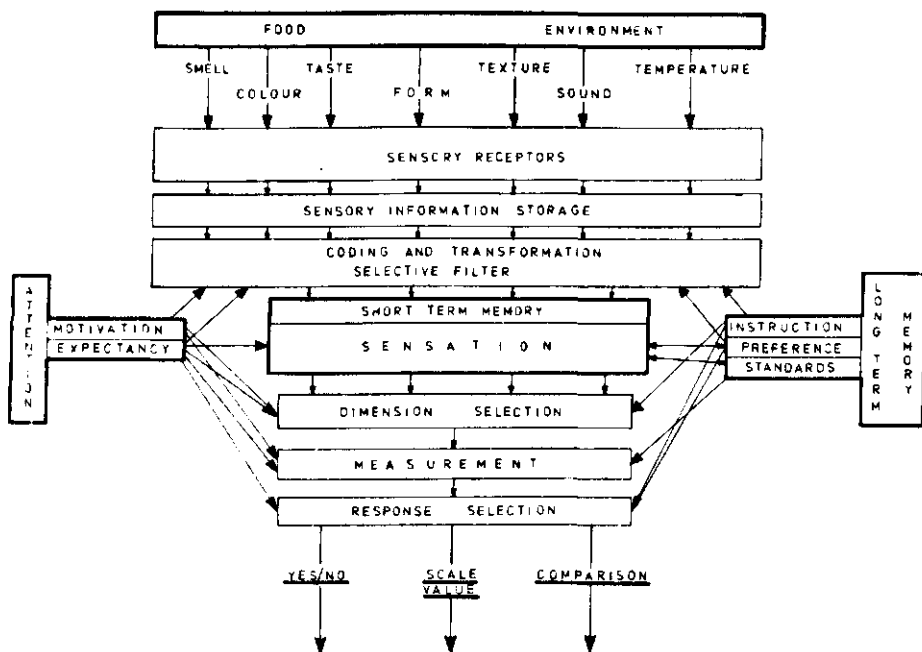 FOOD ENVIRONMENT
SMELL TASTE TEXTURE TEMPERATURE
COLOUR FORM SOUND
SENSORY RECEPTORS
SENSORY INFORMATION STORAGE
CODING AND TRANSFORMATION
SELECTIVE FILTER
ATTENTION
MOTIVATION
EXPECTANCY
SHORT TERM MEMORY
SENSATION
INSTRUCTION
PREFERENCE
STANDARDS
LONG TERM
MEMORY
DIMENSION SELECTION
MEASUREMENT
RESPONSE SELECTION
YES/NO SCALE COMPARISON
VALUE